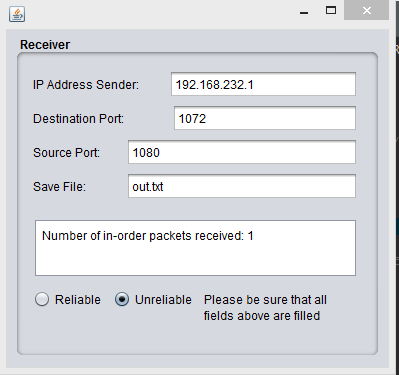 Receiver
IP Address Sender: 192.168.232.1
Destination Port: 1072
Source Port: 1080
Save File: out.txt
Number of in-order packets received: 1
Reliable Unreliable Please be sure that all
fields above are filled